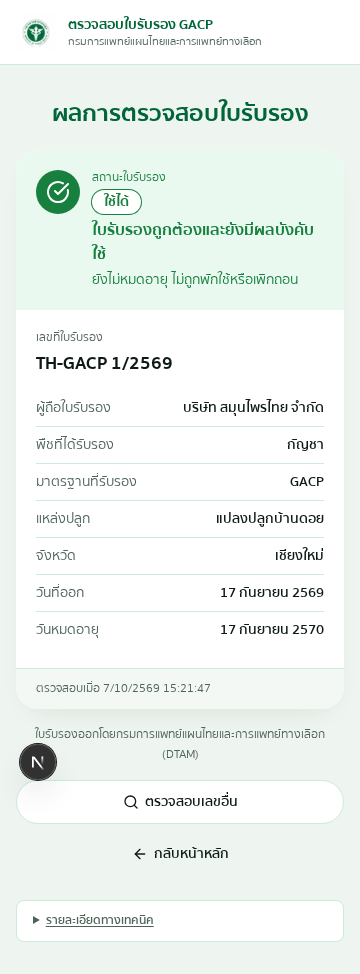 ตรวจสอบใบรับรอง GACP
กรมการแพทย์แผนไทยและการแพทย์ทางเลือก
ผลการตรวจสอบใบรับรอง
สถานะใบรับรอง
ใช้ได้
ใบรับรองถูกต้องและยังมีผลบังคับ
ใช้
ยังไม่หมดอายุ ไม่ถูกพักใช้หรือเพิกถอน
เลขที่ใบรับรอง
TH-GACP 1/2569
ผู้ถือใบรับรอง บริษัท สมุนไพรไทย จำกัด
พืชที่ได้รับรอง กัญชา
มาตรฐานที่รับรอง GACP
แหล่งปลูก แปลงปลูกบ้านดอย
จังหวัด เชียงใหม่
วันที่ออก 17 กันยายน 2569
วันหมดอายุ 17 กันยายน 2570
ตรวจสอบเมื่อ 7/10/2569 15:21:47
ใบรับรองออกโดยกรมการแพทย์แผนไทยและการแพทย์ทางเลือก
(DTAM)
N
ตรวจสอบเลขอื่น
กลับหน้าหลัก
รายละเอียดทางเทคนิค